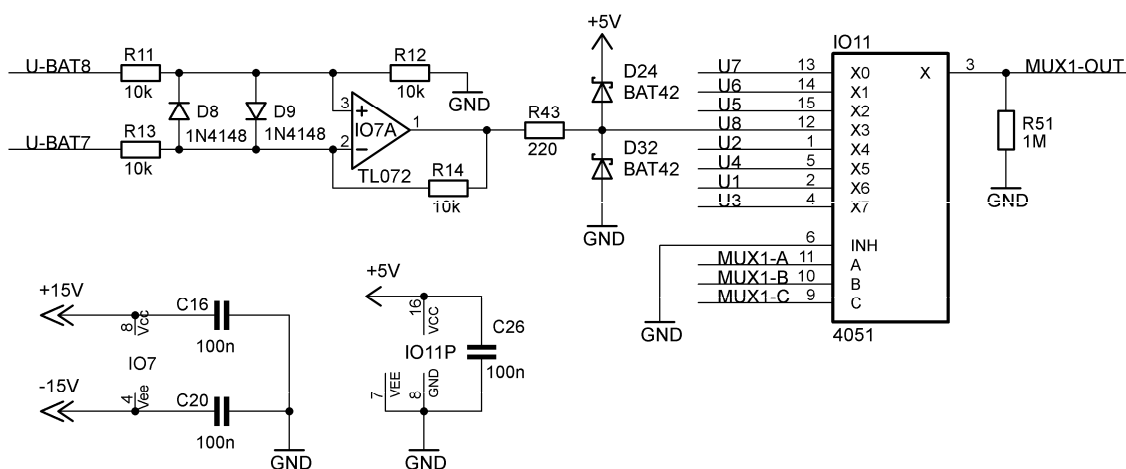 U-BAT8
R11
10k
R12
10k
GND
D8
1N4148
D9
1N4148
3
2
1
IO7A
TL072
U-BAT7
R13
10k
R14
10k
R43
220
+5V
D24
BAT42
D32
BAT42
GND
IO11
U7 13 X0
U6 14 X1
U5 15 X2
U8 12 X3
U2 1 X4
U4 5 X5
U1 2 X6
U3 4 X7
6 INH
MUX1-A 11 A
MUX1-B 10 B
MUX1-C 9 C
GND
4051
X 3 MUX1-OUT
R51
1M
GND
+15V
8
Vcc
C16
100n
IO7
-15V
4
Vee
C20
100n
GND
+5V
16
VCC
C26
100n
IO11P
7
VEE
8
GND
GND